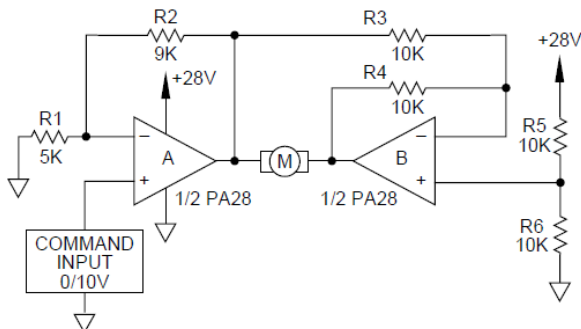 R2
9K
R3
10K
R4
10K
+28V
+28V
R1
5K
−
A
+
M
−
B
+
R5
10K
1/2 PA28
1/2 PA28
R6
10K
COMMAND
INPUT
0/10V